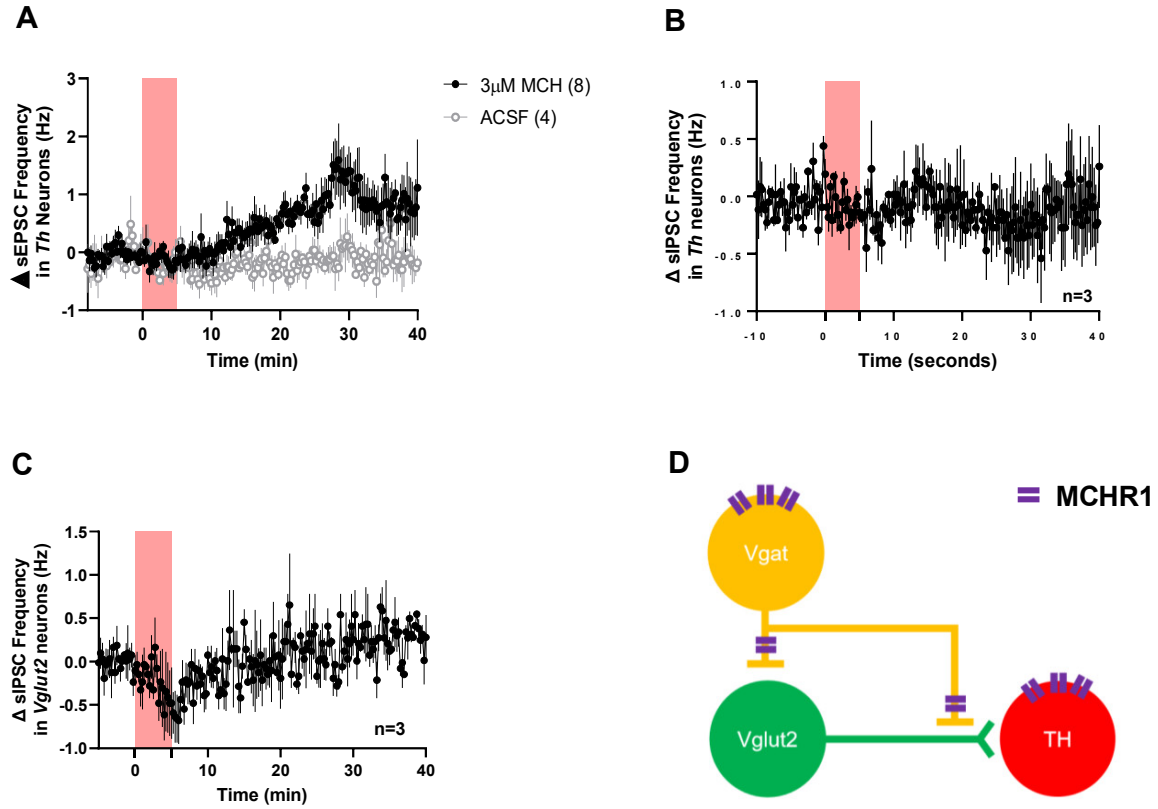 A
Δ sEPSC Frequency
in Th Neurons (Hz)
3
2
1
0
-1
0
10
20
30
40
Time (min)
3µM MCH (8)
ACSF (4)
B
Δ sIPSC Frequency
in Th neurons (Hz)
1.0
0.5
0.0
-0.5
-1.0
n=3
-10
0
10
20
30
40
Time (seconds)
C
Δ sIPSC Frequency
in Vglut2 neurons (Hz)
1.5
1.0
0.5
0.0
-0.5
-1.0
n=3
0
10
20
30
40
Time (min)
D
MCHR1
Vgat
Vglut2
TH